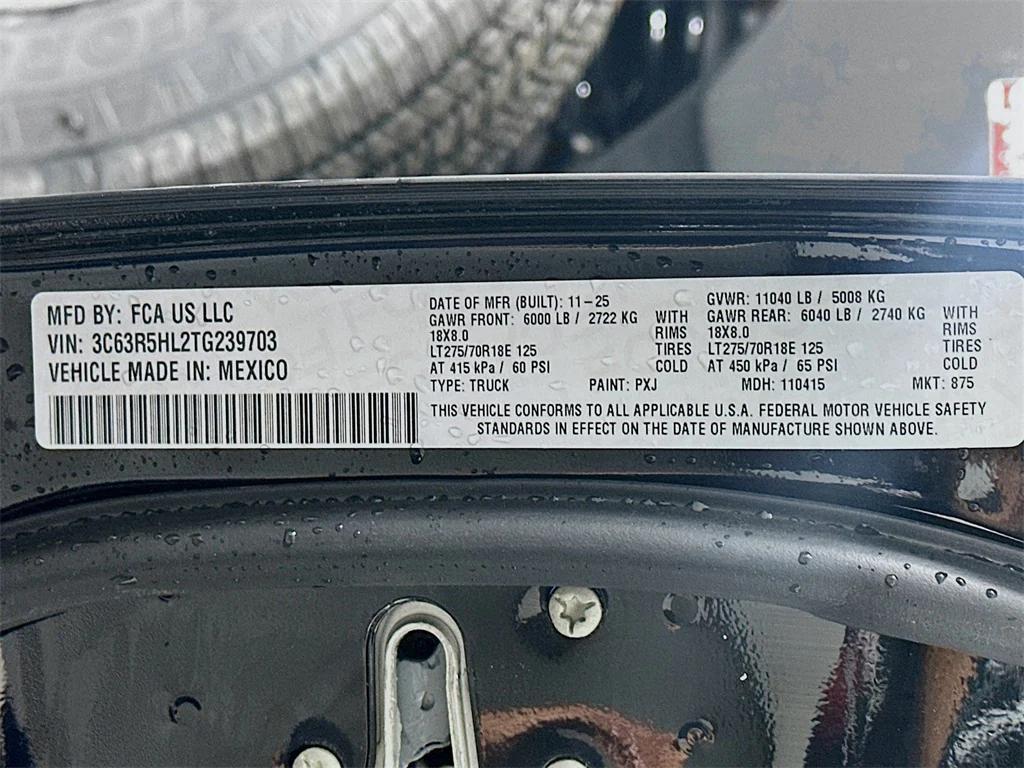 MFD BY: FCA US LLC
VIN: 3C63R5HL2TG239703
VEHICLE MADE IN: MEXICO
DATE OF MFR (BUILT): 11-25
GAWR FRONT: 6000 LB / 2722 KG WITH
18X8.0 RIMS
LT275/70R18E 125 TIRES
AT 415 kPa / 60 PSI COLD
TYPE: TRUCK PAINT: PXJ
GVWR: 11040 LB / 5008 KG
GAWR REAR: 6040 LB / 2740 KG WITH
18X8.0 RIMS
LT275/70R18E 125 TIRES
AT 450 kPa / 65 PSI COLD
MDH: 110415 MKT: 875
THIS VEHICLE CONFORMS TO ALL APPLICABLE U.S.A. FEDERAL MOTOR VEHICLE SAFETY
STANDARDS IN EFFECT ON THE DATE OF MANUFACTURE SHOWN ABOVE.